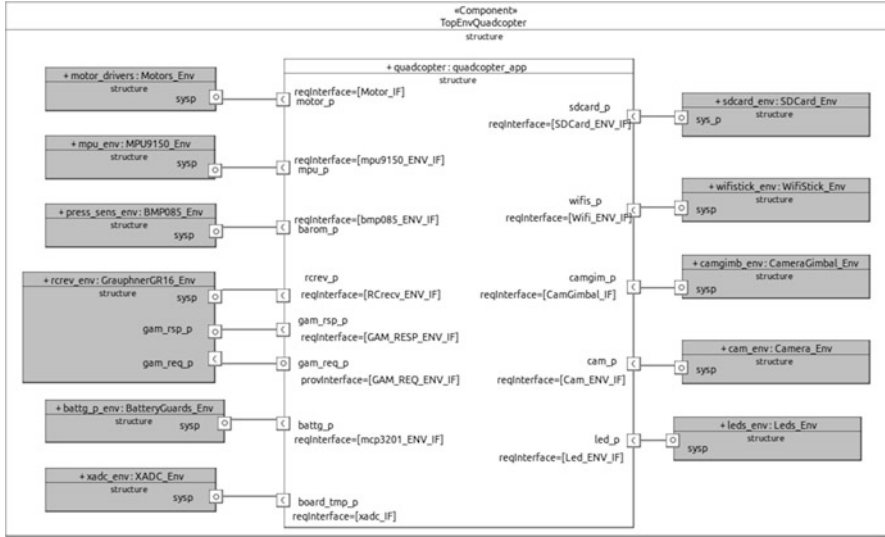 «Component»
TopEnvQuadcopter
structure
+ motor_drivers: Motors_Env
structure
sysp
+ mpu_env: MPU9150_Env
structure
sysp
+ press_sens_env: BMP085_Env
structure
sysp
+ rcrev_env: GrauphnerGR16_Env
structure
sysp
gam_rsp_p
gam_req_p
+ battg_p_env: BatteryGuards_Env
structure
sysp
+ xadc_env: XADC_Env
structure
sysp
+ quadcopter: quadcopter_app
structure
reqInterface=[Motor_IF]
motor_p
reqInterface=[mpu9150_ENV_IF]
mpu_p
reqInterface=[bmp085_ENV_IF]
barom_p
rcrev_p
reqInterface=[RCrecv_ENV_IF]
gam_rsp_p
reqInterface=[GAM_RESP_ENV_IF]
gam_req_p
provInterface=[GAM_REQ_ENV_IF]
battg_p
reqInterface=[mcp3201_ENV_IF]
board_tmp_p
reqInterface=[xadc_IF]
sdcard_p
reqInterface=[SDCard_ENV_IF]
wifis_p
reqInterface=[Wifi_ENV_IF]
camgim_p
reqInterface=[CamGimbal_IF]
cam_p
reqInterface=[Cam_ENV_IF]
led_p
reqInterface=[Led_ENV_IF]
+ sdcard_env: SDCard_Env
structure
sys_p
+ wifistick_env: WifiStick_Env
structure
sysp
+ camgimb_env: CameraGimbal_Env
structure
sysp
+ cam_env: Camera_Env
structure
sysp
+ leds_env: Leds_Env
structure
sysp